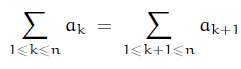 ∑ a_k = ∑ a_{k+1}
1⩽k⩽n 1⩽k+1⩽n